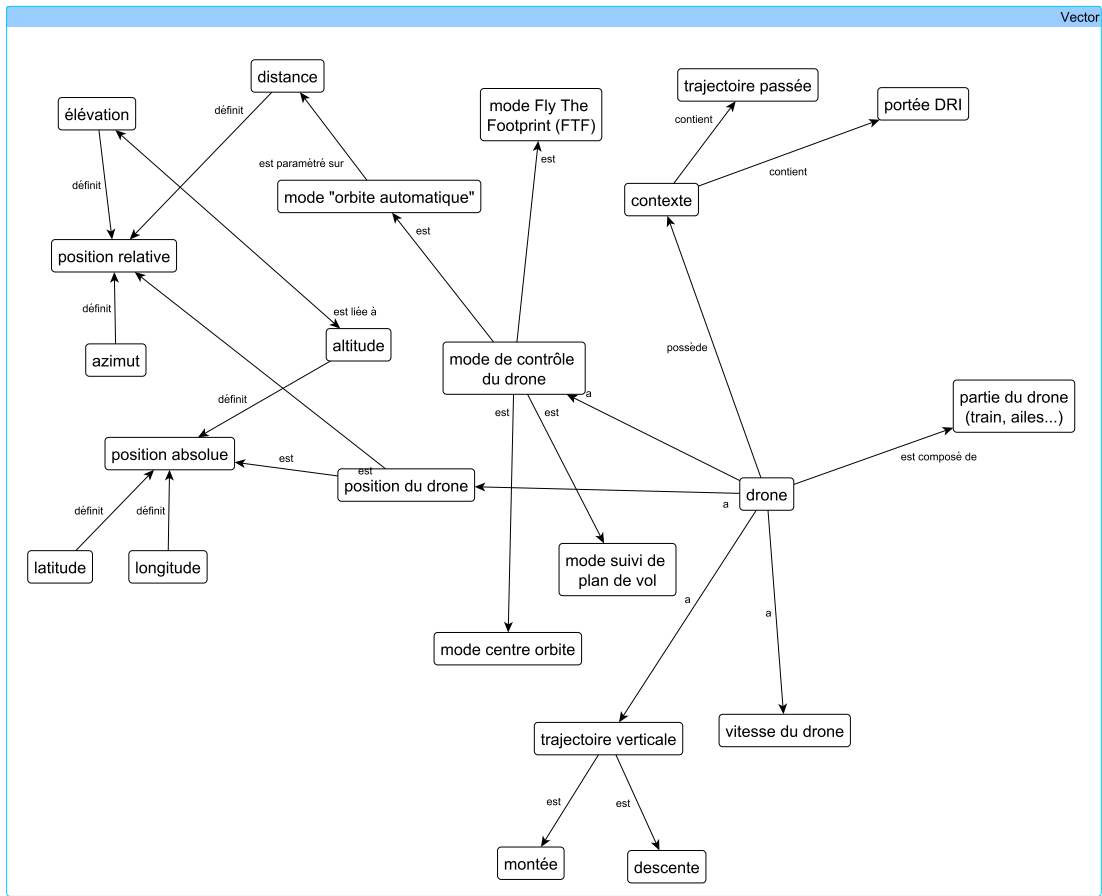 Vector
distance
trajectoire passée
élévation
mode Fly The
Footprint (FTF)
portée DRI
définit
contient
est
est paramétré sur
contient
définit
mode "orbite automatique"
contexte
est
position relative
définit
est liée à
altitude
possède
azimut
mode de contrôle
du drone
a
partie du drone
(train, ailes...)
définit
est
est
position absolue
est
est
est composé de
position du drone
drone
a
définit
définit
latitude
longitude
mode suivi de
plan de vol
a
a
mode centre orbite
trajectoire verticale
vitesse du drone
est
est
montée
descente